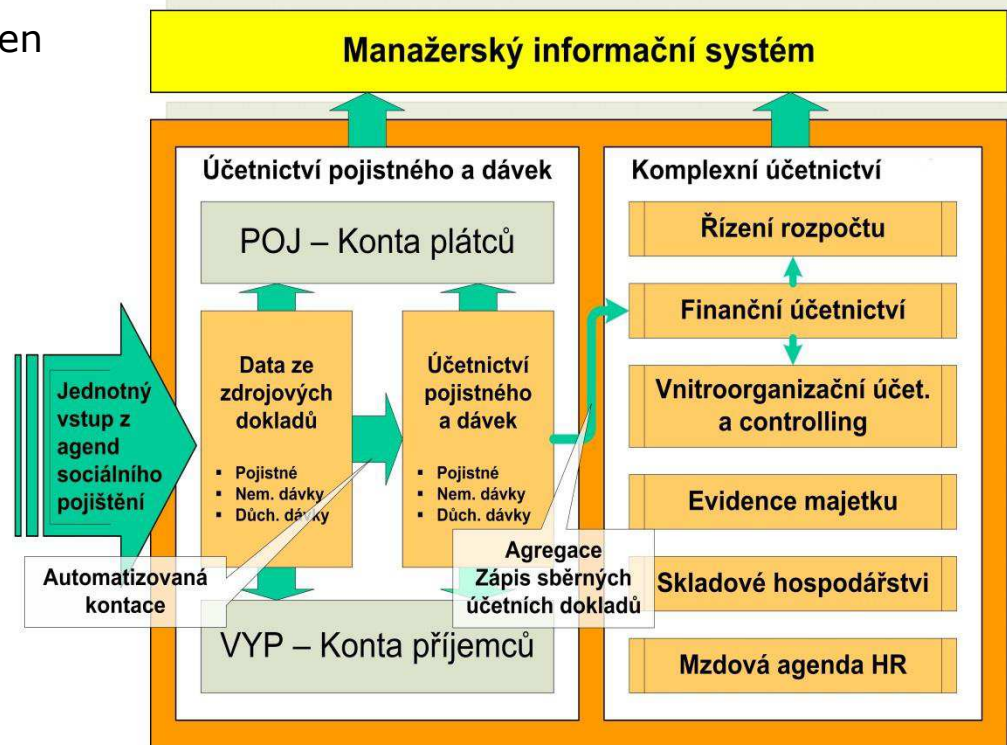 en
Manažerský informační systém
Účetnictví pojistného a dávek
POJ – Konta plátců
Jednotný
vstup z
agend
sociálního
pojištění
Data ze
zdrojových
dokladů
▪ Pojistné
▪ Nem. dávky
▪ Důch. dávky
Účetnictví
pojistného
a dávek
▪ Pojistné
▪ Nem. dávky
▪ Důch. dávky
Automatizovaná
kontace
Agregace
Zápis sběrných
účetních dokladů
VYP – Konta příjemců
Komplexní účetnictví
Řízení rozpočtu
Finanční účetnictví
Vnitroorganizační účet.
a controlling
Evidence majetku
Skladové hospodářstvi
Mzdová agenda HR